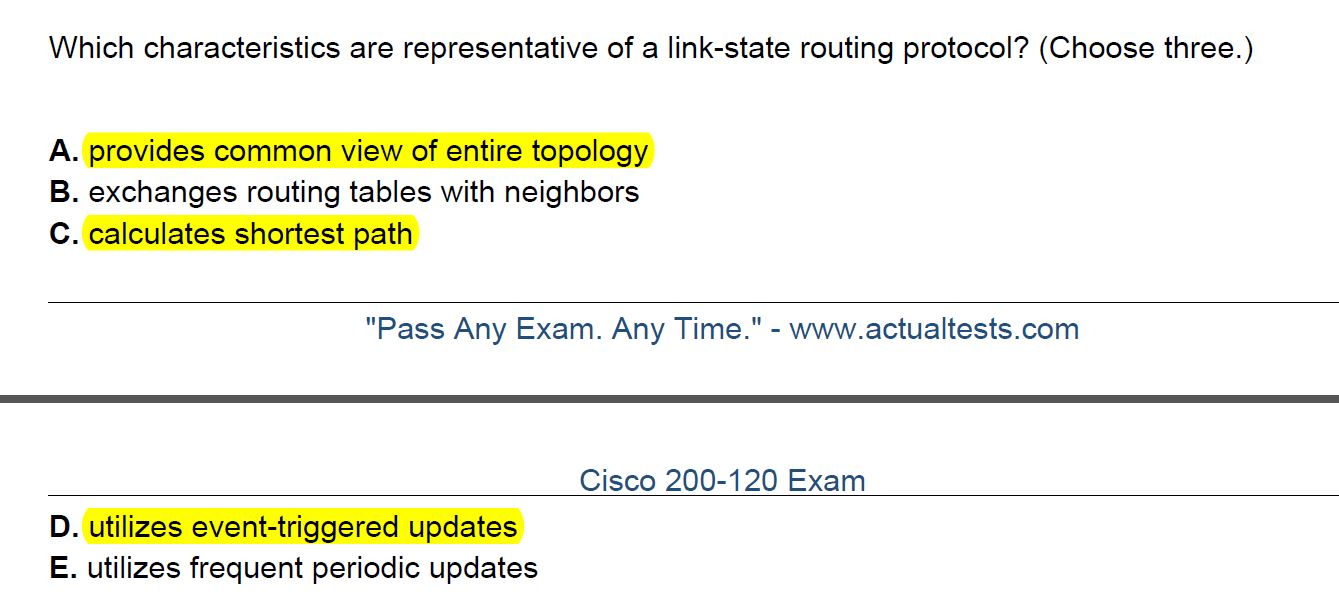 Which characteristics are representative of a link-state routing protocol? (Choose three.)
A. provides common view of entire topology
B. exchanges routing tables with neighbors
C. calculates shortest path
"Pass Any Exam. Any Time." - www.actualtests.com
Cisco 200-120 Exam
D. utilizes event-triggered updates
E. utilizes frequent periodic updates